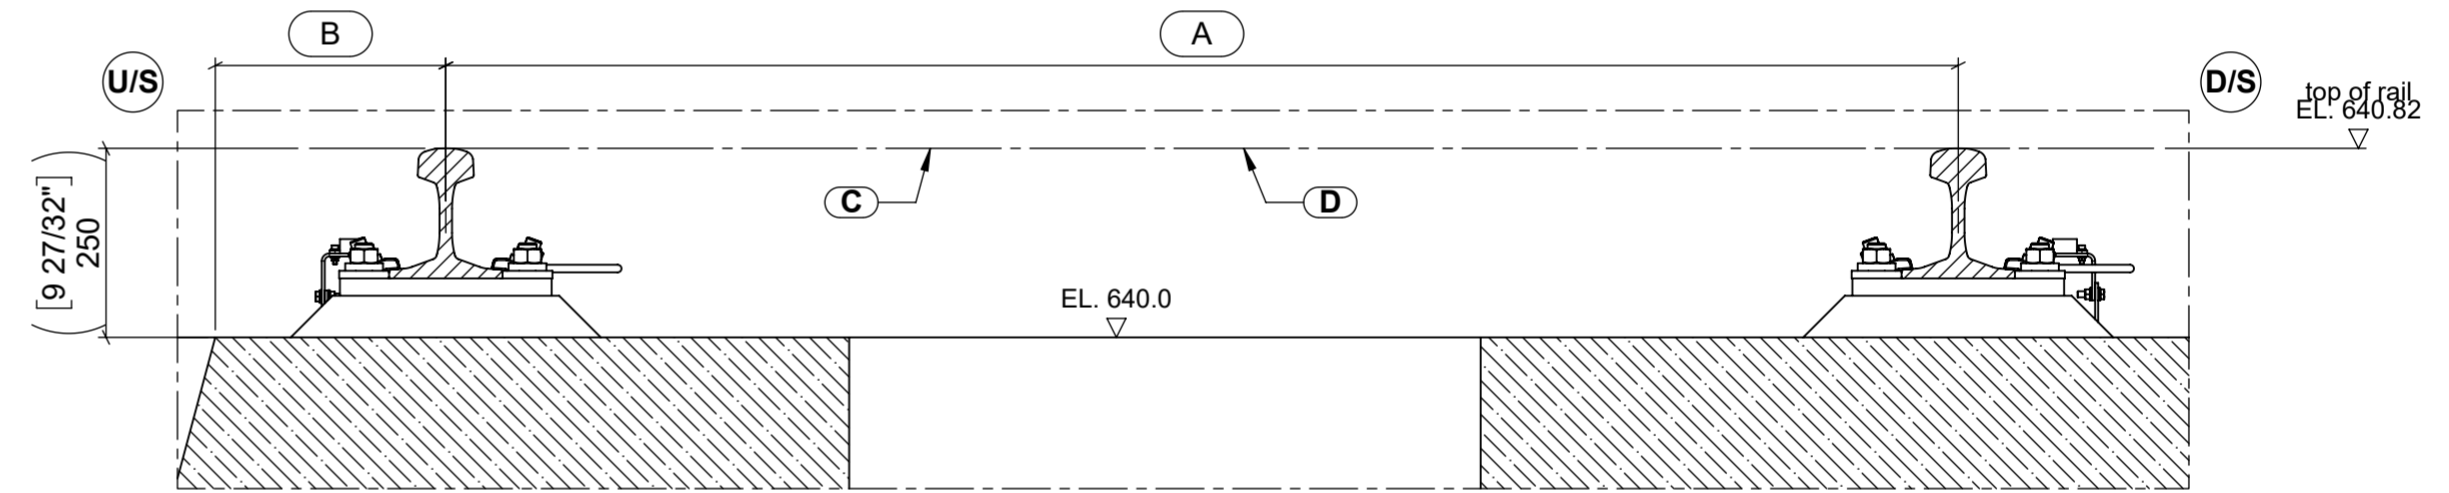 B
A
U/S
D/S
top of rail
EL. 640.82
[9 27/32"]
250
C
D
EL. 640.0